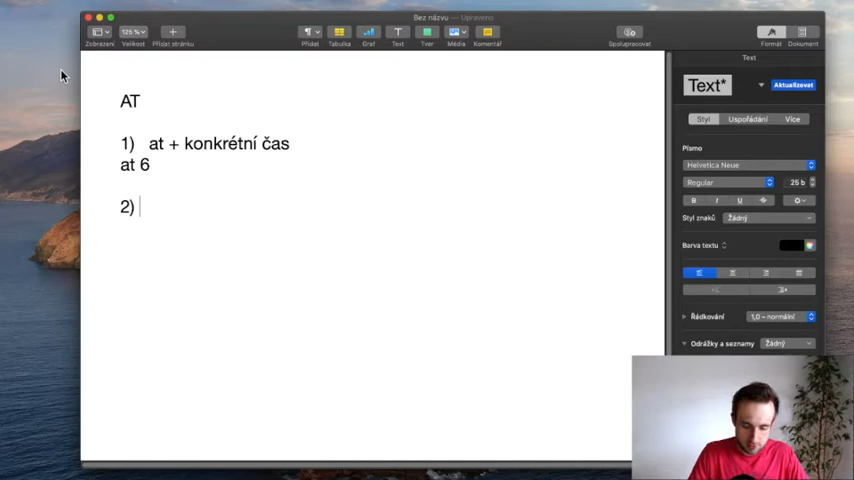 Bez názvu — Upraveno
Zobrazení
125 %
Velikost
Přidat stránku
Přidat
Tabulka
Graf
Text
Tvar
Média
Komentář
Spolupracovat
Formát
Dokument
Text
Text*
Aktualizovat
Styl
Uspořádání
Více
Písmo
Helvetica Neue
Regular
25 b
B I U S
Styl znaků
Žádný
Barva textu
Řádkování
1,0 – normální
Odrážky a seznamy
Žádný
AT
1) at + konkrétní čas
at 6
2)